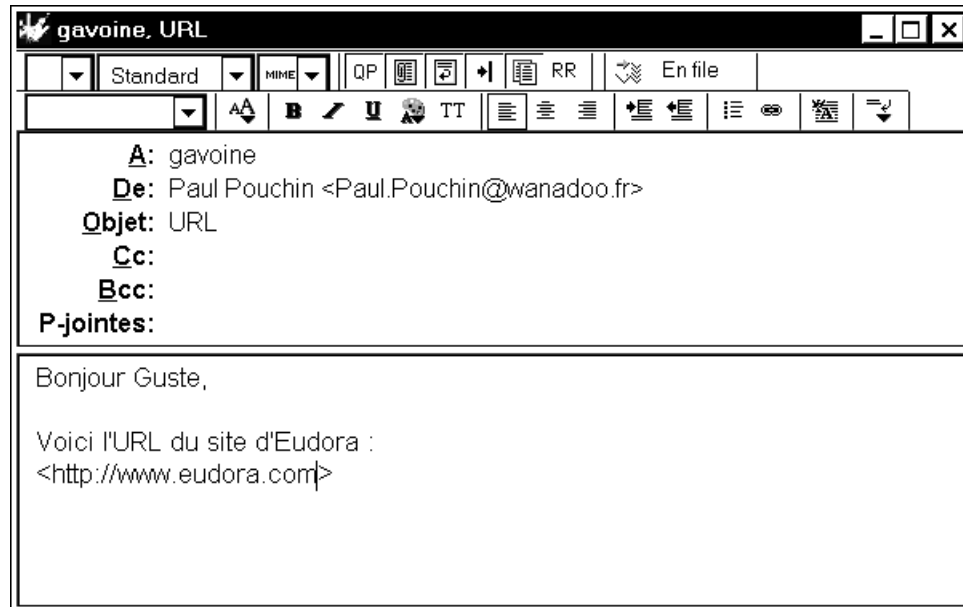 gavoine, URL
Standard MIME QP RR En file
AA B I U TT
A: gavoine
De: Paul Pouchin <Paul.Pouchin@wanadoo.fr>
Objet: URL
Cc:
Bcc:
P-jointes:
Bonjour Guste,
Voici l'URL du site d'Eudora :
<http://www.eudora.com>